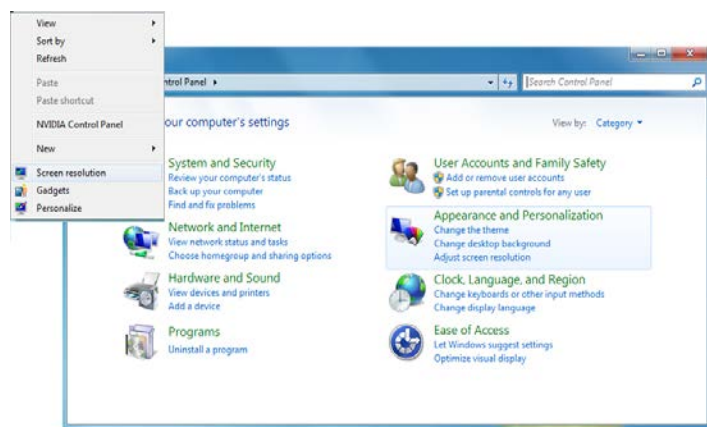 View
Sort by
Refresh
Paste
Paste shortcut
NVIDIA Control Panel
New
Screen resolution
Gadgets
Personalize
ntrol Panel
Search Control Panel
our computer's settings
View by: Category
System and Security
Review your computer's status
Back up your computer
Find and fix problems
Network and Internet
View network status and tasks
Choose homegroup and sharing options
Hardware and Sound
View devices and printers
Add a device
Programs
Uninstall a program
User Accounts and Family Safety
Add or remove user accounts
Set up parental controls for any user
Appearance and Personalization
Change the theme
Change desktop background
Adjust screen resolution
Clock, Language, and Region
Change keyboards or other input methods
Change display language
Ease of Access
Let Windows suggest settings
Optimize visual display